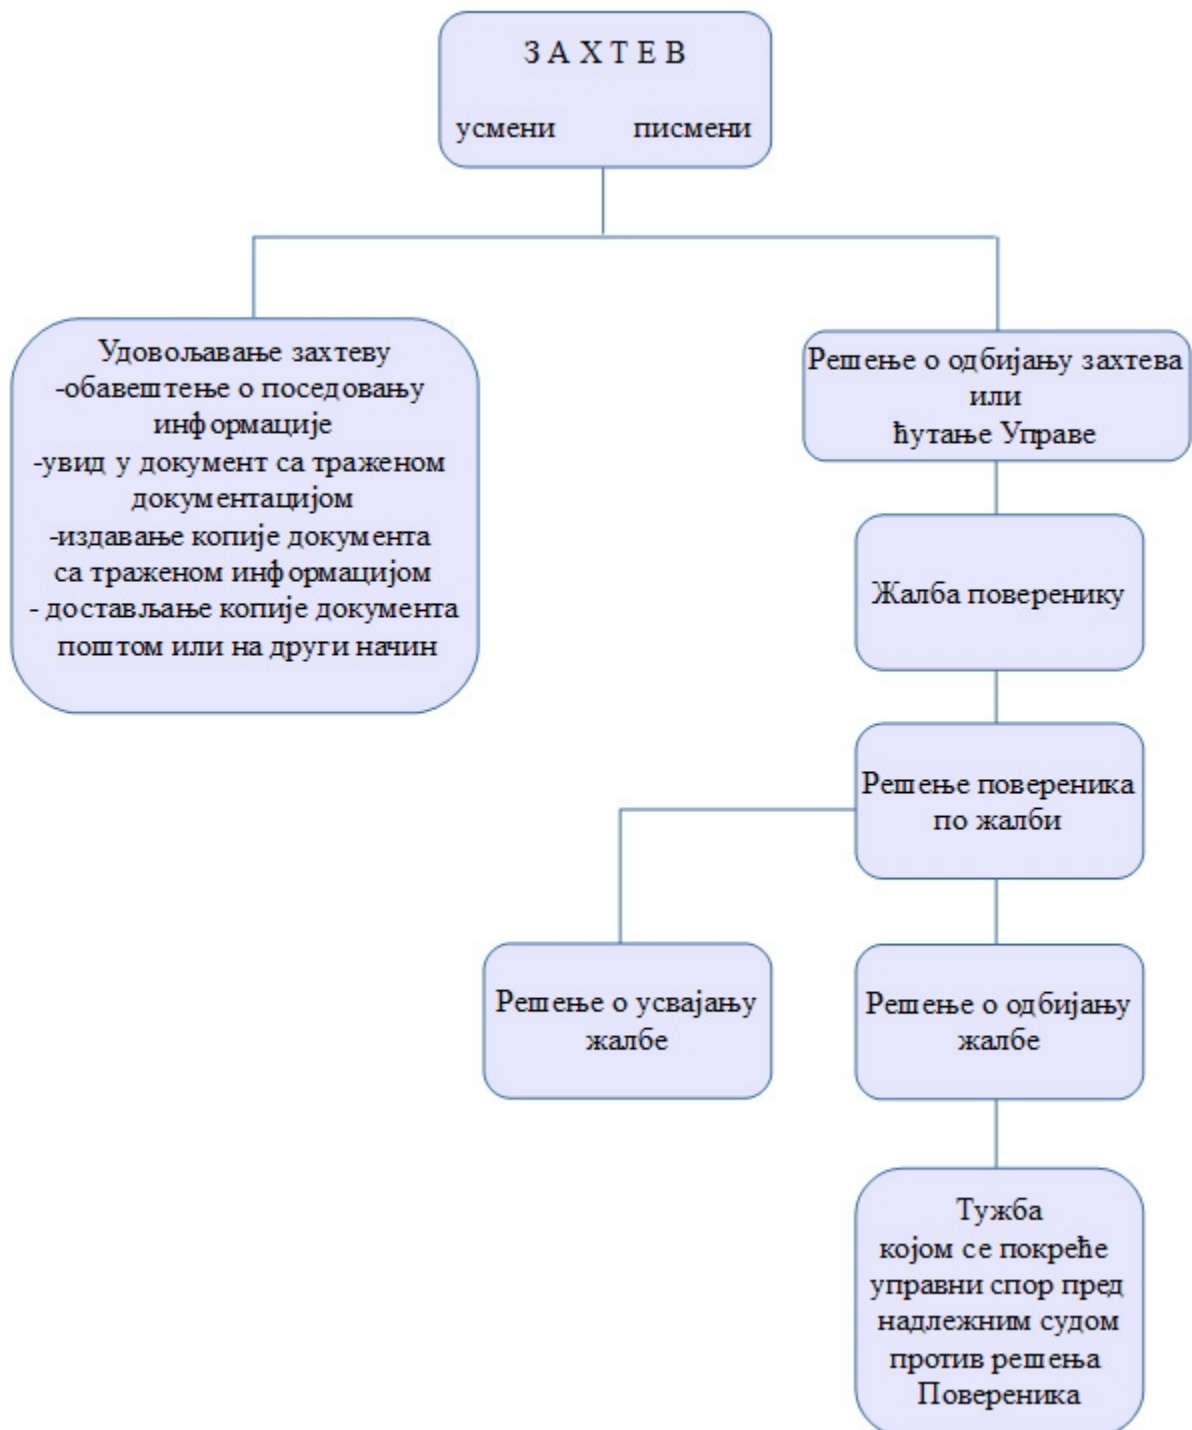 З А Х Т Е В
усмени писмени
Удовољавање захтеву
-обавештење о поседовању
информације
-увид у документ са траженом
документацијом
-издавање копије документа
са траженом информацијом
- достављање копије документа
поштом или на други начин
Решење о одбијању захтева
или
ћутање Управе
Жалба поверенику
Решење повереника
по жалби
Решење о усвајању
жалбе
Решење о одбијању
жалбе
Тужба
којом се покреће
управни спор пред
надлежним судом
против решења
Повереника